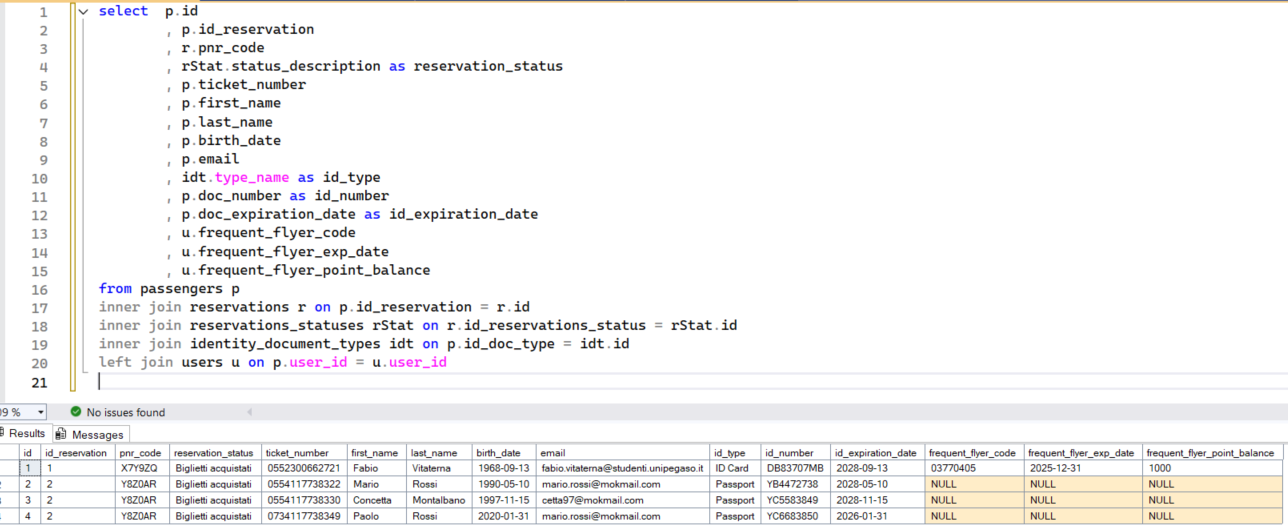 1 select p.id
2 , p.id_reservation
3 , r.pnr_code
4 , rStat.status_description as reservation_status
5 , p.ticket_number
6 , p.first_name
7 , p.last_name
8 , p.birth_date
9 , p.email
10 , idt.type_name as id_type
11 , p.doc_number as id_number
12 , p.doc_expiration_date as id_expiration_date
13 , u.frequent_flyer_code
14 , u.frequent_flyer_exp_date
15 , u.frequent_flyer_point_balance
16 from passengers p
17 inner join reservations r on p.id_reservation = r.id
18 inner join reservations_statuses rStat on r.id_reservations_status = rStat.id
19 inner join identity_document_types idt on p.id_doc_type = idt.id
20 left join users u on p.user_id = u.user_id
21
09 % No issues found
Results Messages
id id_reservation pnr_code reservation_status ticket_number first_name last_name birth_date email id_type id_number id_expiration_date frequent_flyer_code frequent_flyer_exp_date frequent_flyer_point_balance
1 1 X7Y9ZQ Biglietti acquistati 0552300662721 Fabio Vitaterna 1968-09-13 fabio.vitaterna@studenti.unipegaso.it ID Card DB83707MB 2028-09-13 03770405 2025-12-31 1000
2 2 Y8Z0AR Biglietti acquistati 0554117738322 Mario Rossi 1990-05-10 mario.rossi@mokmail.com Passport YB4472738 2028-05-10 NULL NULL NULL
3 2 Y8Z0AR Biglietti acquistati 0554117738330 Concetta Montalbano 1997-11-15 cetta97@mokmail.com Passport YC5583849 2028-11-15 NULL NULL NULL
4 2 Y8Z0AR Biglietti acquistati 0734117738349 Paolo Rossi 2020-01-31 mario.rossi@mokmail.com Passport YC6683850 2026-01-31 NULL NULL NULL